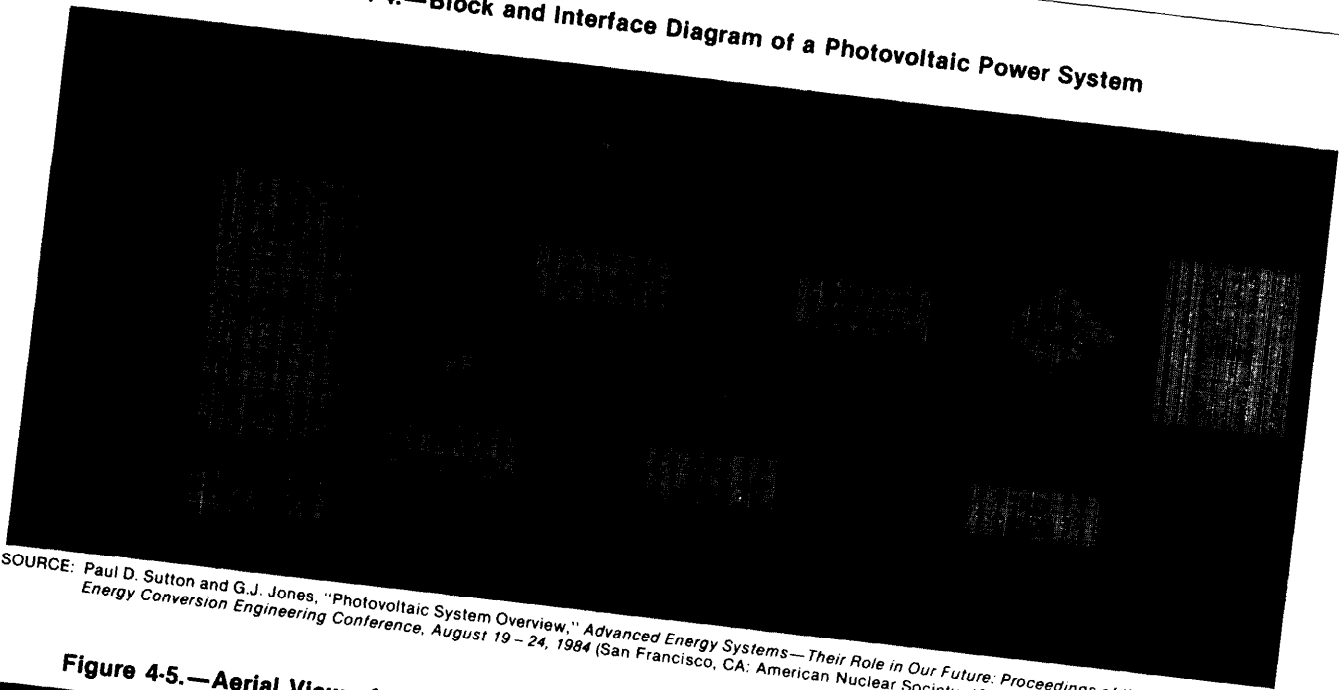 Block and Interface Diagram of a Photovoltaic Power System
SOURCE: Paul D. Sutton and G.J. Jones, "Photovoltaic System Overview," Advanced Energy Systems—Their Role in Our Future: Proceedings of
Energy Conversion Engineering Conference, August 19 – 24, 1984 (San Francisco, CA: American Nuclear
Figure 4-5.—Aerial View